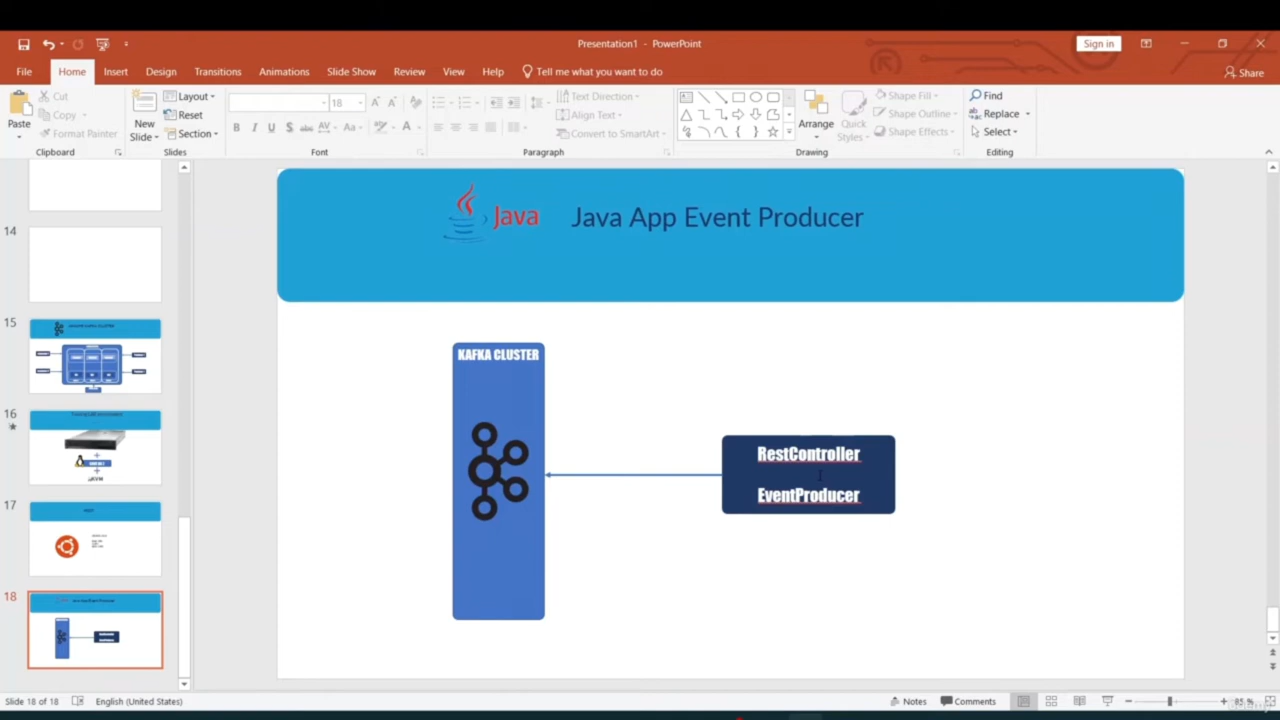 Presentation1 - PowerPoint
Sign in
File
Home
Insert
Design
Transitions
Animations
Slide Show
Review
View
Help
Tell me what you want to do
Share
Paste
Cut
Copy
Format Painter
Clipboard
New
Slide
Layout
Reset
Section
Slides
18
B I U S abc AV Aa A
Font
Text Direction
Align Text
Convert to SmartArt
Paragraph
Arrange
Quick
Styles
Shape Fill
Shape Outline
Shape Effects
Drawing
Find
Replace
Select
Editing
14
15
16
17
18
Java
Java App Event Producer
KAFKA CLUSTER
RestController
EventProducer
Slide 18 of 18
English (United States)
Notes
Comments
85 %